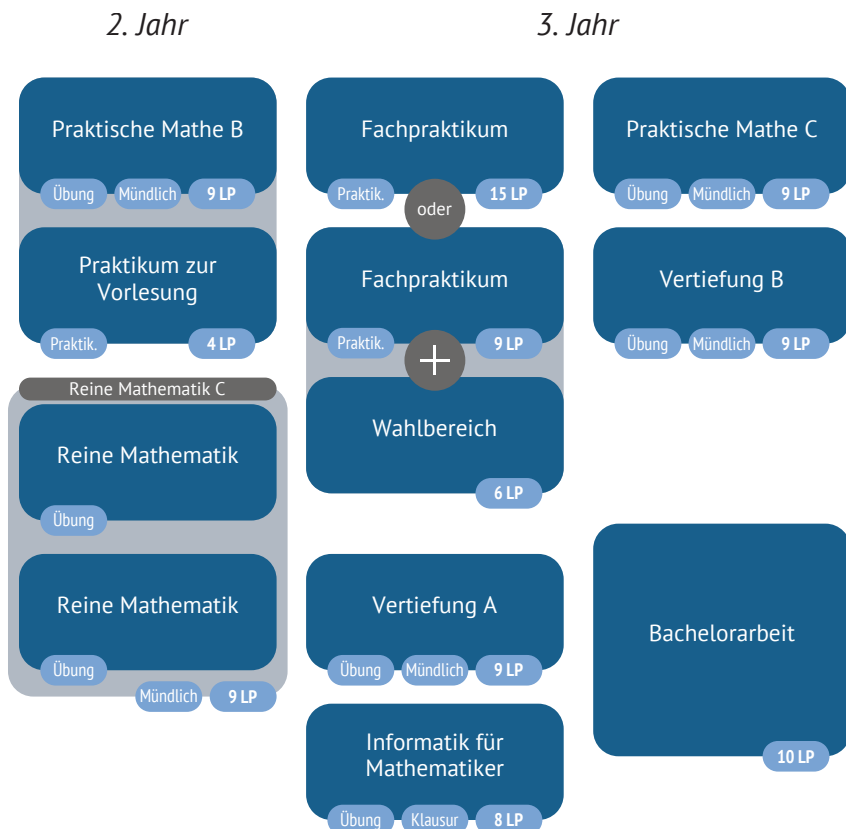 2. Jahr
3. Jahr
Praktische Mathe B
Übung Mündlich 9 LP
Praktikum zur
Vorlesung
Praktik. 4 LP
Reine Mathematik C
Reine Mathematik
Übung
Reine Mathematik
Übung
Mündlich 9 LP
Fachpraktikum
Praktik. 15 LP
oder
Fachpraktikum
Praktik. 9 LP
+
Wahlbereich
6 LP
Vertiefung A
Übung Mündlich 9 LP
Informatik für
Mathematiker
Übung Klausur 8 LP
Praktische Mathe C
Übung Mündlich 9 LP
Vertiefung B
Übung Mündlich 9 LP
Bachelorarbeit
10 LP